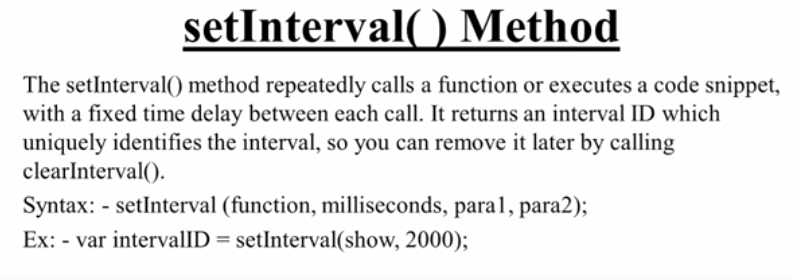 setInterval( ) Method
The setInterval() method repeatedly calls a function or executes a code snippet,
with a fixed time delay between each call. It returns an interval ID which
uniquely identifies the interval, so you can remove it later by calling
clearInterval().
Syntax: - setInterval (function, milliseconds, para1, para2);
Ex: - var intervalID = setInterval(show, 2000);